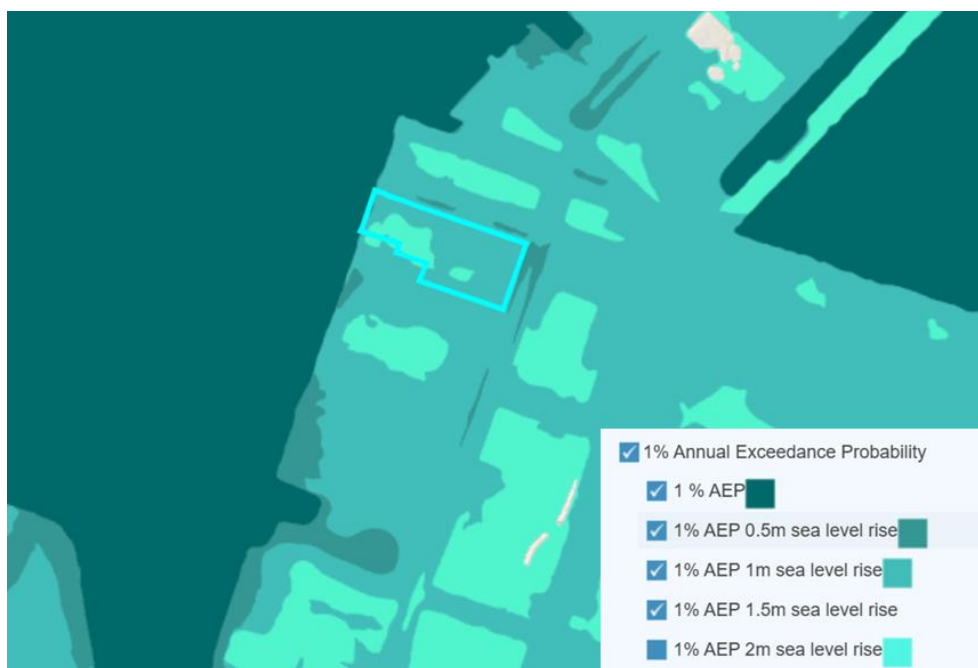 1% Annual Exceedance Probability
1 % AEP
1% AEP 0.5m sea level rise
1% AEP 1m sea level rise
1% AEP 1.5m sea level rise
1% AEP 2m sea level rise